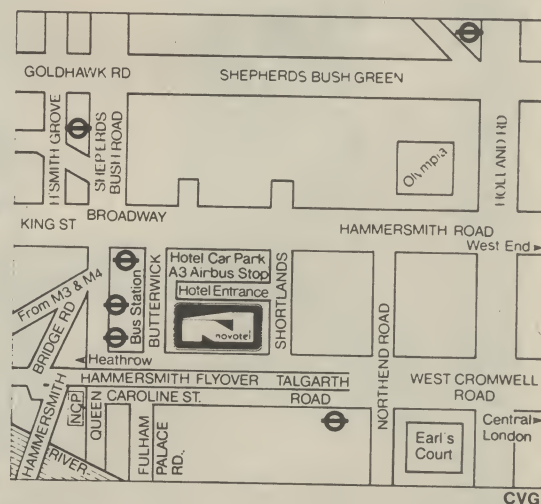 GOLDHAWK RD
SHEPHERDS BUSH GREEN
H'SMITH GROVE
SHEPHERDS
BUSH ROAD
Olympia
HOLLAND RD
BROADWAY
KING ST
HAMMERSMITH ROAD
West End
From M3 & M4
BRIDGE RD
Bus Station
BUTTERWICK
Hotel Car Park
A3 Airbus Stop
Hotel Entrance
novotel
SHORTLANDS
NORTHEND ROAD
Heathrow
HAMMERSMITH FLYOVER
TALGARTH
ROAD
WEST CROMWELL
ROAD
CAROLINE ST.
QUEEN
NCP
HAMMERSMITH
RIVER
FULHAM
PALACE
RD.
Earl's
Court
Central
London
CVG